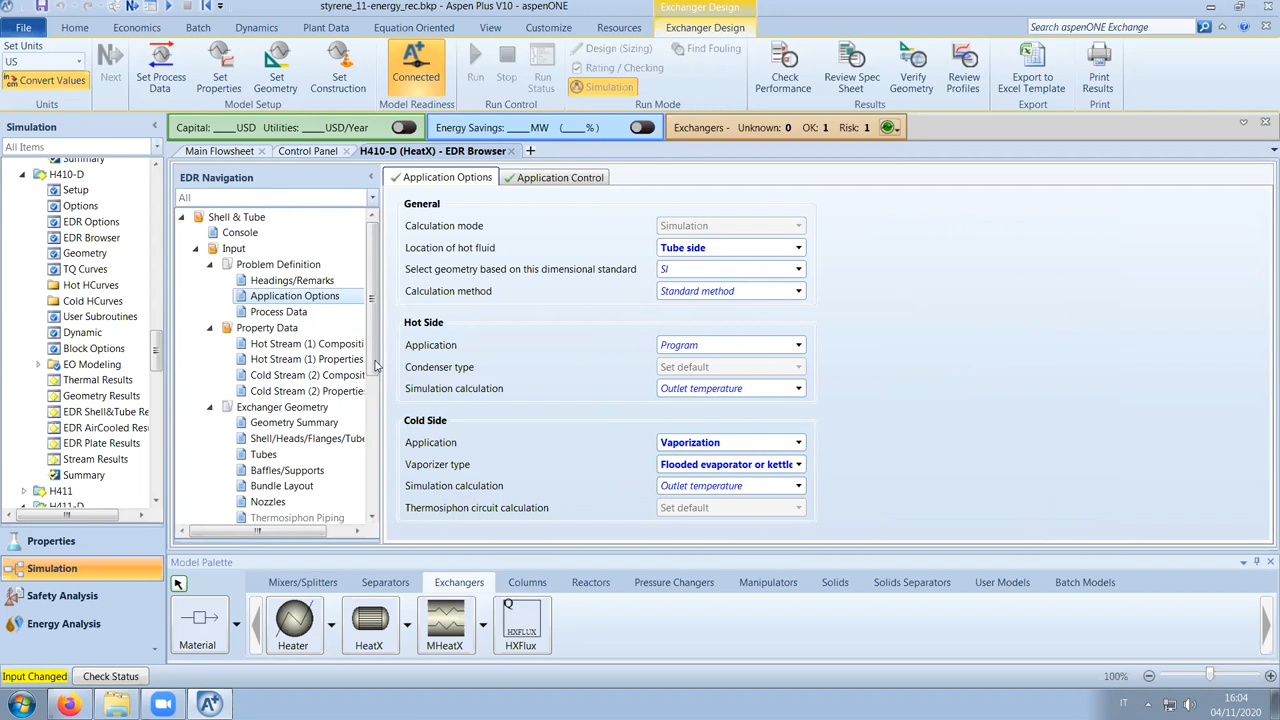 styrene_11-energy_rec.bkp - Aspen Plus V10 - aspenONE
Exchanger Design
File Home Economics Batch Dynamics Plant Data Equation Oriented View Customize Resources Exchanger Design
Search aspenONE Exchange
Set Units
US
Convert Values
Units
Next
Set Process Data
Set Properties
Set Geometry
Set Construction
Model Setup
Connected
Model Readiness
Run
Stop
Run Status
Run Control
Design (Sizing)
Rating / Checking
Simulation
Find Fouling
Run Mode
Check Performance
Review Spec Sheet
Verify Geometry
Review Profiles
Results
Export to Excel Template
Export
Print Results
Print
Capital: ____USD Utilities: ____USD/Year
Energy Savings: ____MW (____%)
Exchangers - Unknown: 0 OK: 1 Risk: 1
Simulation
All Items
Summary
H410-D
Setup
Options
EDR Options
EDR Browser
Geometry
TQ Curves
Hot HCurves
Cold HCurves
User Subroutines
Dynamic
Block Options
EO Modeling
Thermal Results
Geometry Results
EDR Shell&Tube Re
EDR AirCooled Resu
EDR Plate Results
Stream Results
Summary
H411
H411-D
Properties
Simulation
Safety Analysis
Energy Analysis
Main Flowsheet
Control Panel
H410-D (HeatX) - EDR Browser
EDR Navigation
All
Shell & Tube
Console
Input
Problem Definition
Headings/Remarks
Application Options
Process Data
Property Data
Hot Stream (1) Compositi
Hot Stream (1) Properties
Cold Stream (2) Composit
Cold Stream (2) Propertie
Exchanger Geometry
Geometry Summary
Shell/Heads/Flanges/Tube
Tubes
Baffles/Supports
Bundle Layout
Nozzles
Thermosiphon Piping
Application Options
Application Control
General
Calculation mode Simulation
Location of hot fluid Tube side
Select geometry based on this dimensional standard SI
Calculation method Standard method
Hot Side
Application Program
Condenser type Set default
Simulation calculation Outlet temperature
Cold Side
Application Vaporization
Vaporizer type Flooded evaporator or kettle
Simulation calculation Outlet temperature
Thermosiphon circuit calculation Set default
Model Palette
Mixers/Splitters Separators Exchangers Columns Reactors Pressure Changers Manipulators Solids Solids Separators User Models Batch Models
Material
Heater
HeatX
MHeatX
Q
HXFLUX
HXFlux
Input Changed
Check Status
100%
IT
16:04
04/11/2020